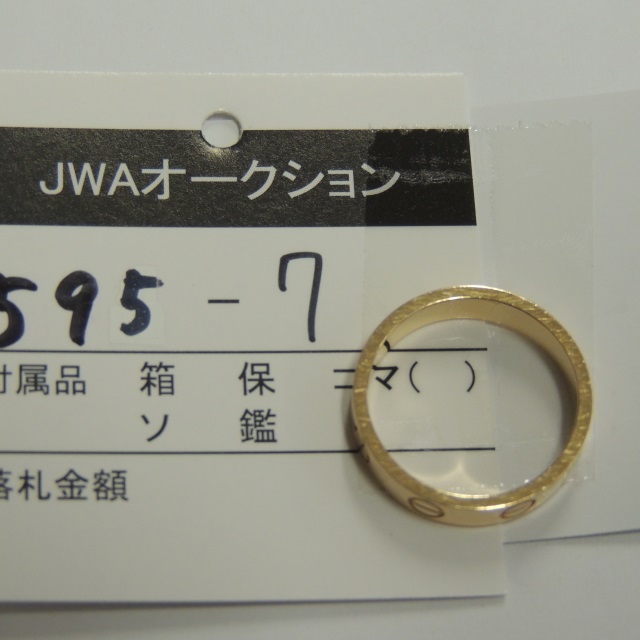 JWAオークション
595-7
付属品 箱 保 コマ( )
ソ 鑑
落札金額